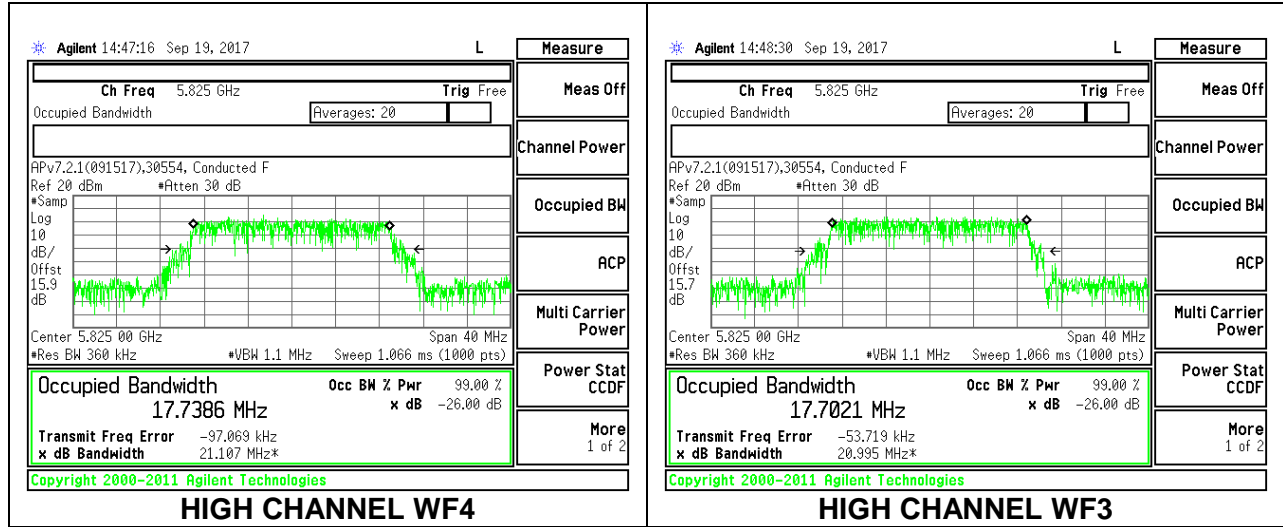 Agilent 14:47:16 Sep 19, 2017 L
Measure
Ch Freq 5.825 GHz Trig Free
Meas Off
Occupied Bandwidth Averages: 20
Channel Power
APv7.2.1(091517),30554, Conducted F
Ref 20 dBm #Atten 30 dB
#Samp
Log
10
dB/
Offst
15.9
dB
Occupied BW
ACP
Multi Carrier
Power
Center 5.825 00 GHz Span 40 MHz
#Res BW 360 kHz #VBW 1.1 MHz Sweep 1.066 ms (1000 pts)
Power Stat
CCDF
Occupied Bandwidth Occ BW % Pwr 99.00 %
17.7386 MHz x dB -26.00 dB
Transmit Freq Error -97.069 kHz
x dB Bandwidth 21.107 MHz*
More
1 of 2
Copyright 2000-2011 Agilent Technologies
HIGH CHANNEL WF4
Agilent 14:48:30 Sep 19, 2017 L
Measure
Ch Freq 5.825 GHz Trig Free
Meas Off
Occupied Bandwidth Averages: 20
Channel Power
APv7.2.1(091517),30554, Conducted F
Ref 20 dBm #Atten 30 dB
#Samp
Log
10
dB/
Offst
15.7
dB
Occupied BW
ACP
Multi Carrier
Power
Center 5.825 00 GHz Span 40 MHz
#Res BW 360 kHz #VBW 1.1 MHz Sweep 1.066 ms (1000 pts)
Power Stat
CCDF
Occupied Bandwidth Occ BW % Pwr 99.00 %
17.7021 MHz x dB -26.00 dB
Transmit Freq Error -53.719 kHz
x dB Bandwidth 20.995 MHz*
More
1 of 2
Copyright 2000-2011 Agilent Technologies
HIGH CHANNEL WF3